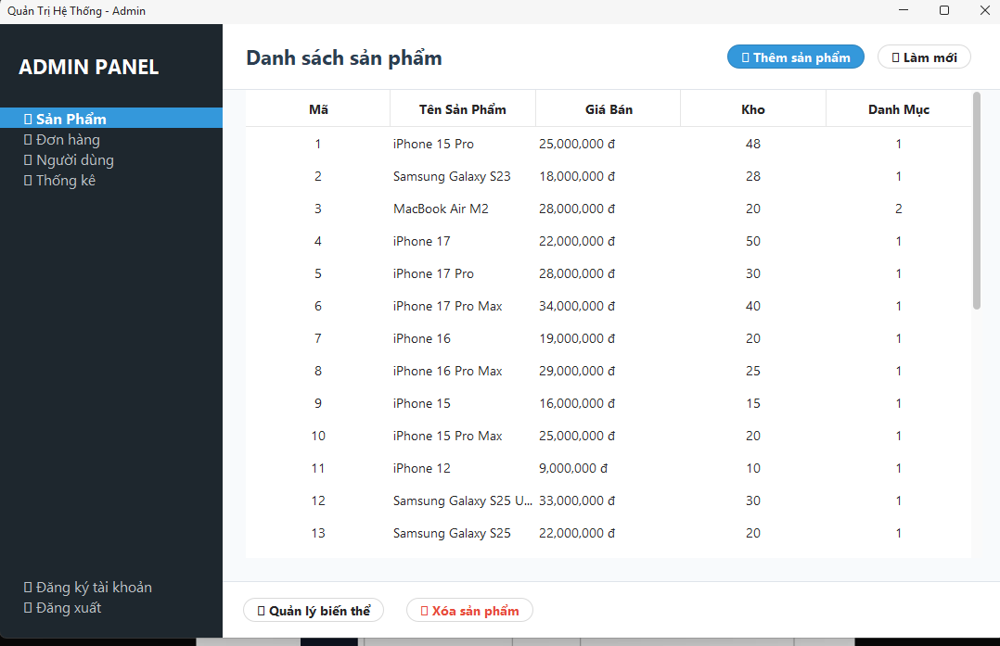 Quản Trị Hệ Thống - Admin
ADMIN PANEL
Sản Phẩm
Đơn hàng
Người dùng
Thống kê
Đăng ký tài khoản
Đăng xuất
Danh sách sản phẩm
Thêm sản phẩm
Làm mới
Mã Tên Sản Phẩm Giá Bán Kho Danh Mục
1 iPhone 15 Pro 25,000,000 đ 48 1
2 Samsung Galaxy S23 18,000,000 đ 28 1
3 MacBook Air M2 28,000,000 đ 20 2
4 iPhone 17 22,000,000 đ 50 1
5 iPhone 17 Pro 28,000,000 đ 30 1
6 iPhone 17 Pro Max 34,000,000 đ 40 1
7 iPhone 16 19,000,000 đ 20 1
8 iPhone 16 Pro Max 29,000,000 đ 25 1
9 iPhone 15 16,000,000 đ 15 1
10 iPhone 15 Pro Max 25,000,000 đ 20 1
11 iPhone 12 9,000,000 đ 10 1
12 Samsung Galaxy S25 U... 33,000,000 đ 30 1
13 Samsung Galaxy S25 22,000,000 đ 20 1
Quản lý biến thể
Xóa sản phẩm